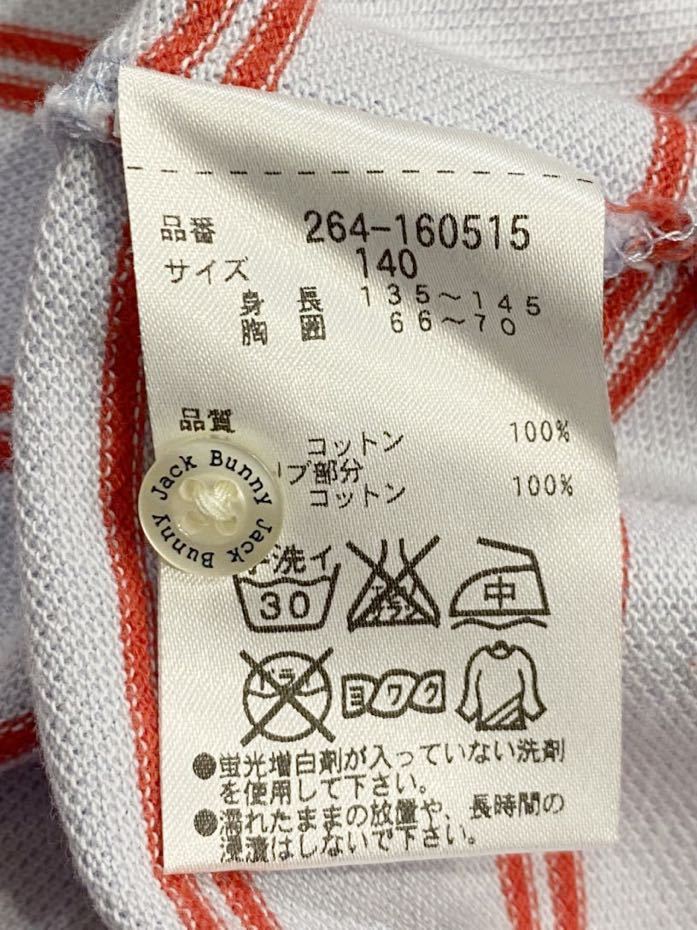 品番 264-160515
サイズ 140
身長 135～145
胸囲 66～70
品質
コットン 100%
プ部分
コットン 100%
Jack Bunny Jack Bunny
洗イ
30
中
ドライ
ヨワク
●蛍光増白剤が入っていない洗剤
を使用して下さい。
●濡れたままの放置や、長時間の
浸漬はしないで下さい。